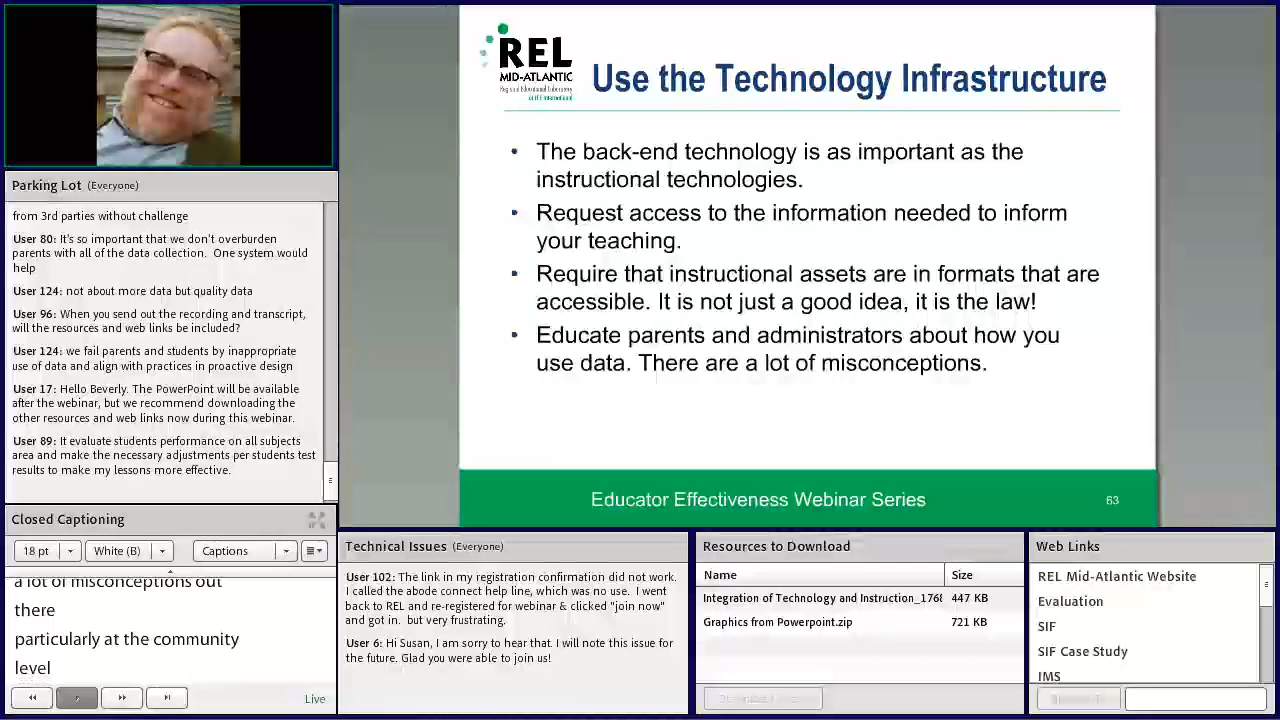 REL
MID-ATLANTIC
Regional Educational Laboratory
Use the Technology Infrastructure
• The back-end technology is as important as the
instructional technologies.
• Request access to the information needed to inform
your teaching.
• Require that instructional assets are in formats that are
accessible. It is not just a good idea, it is the law!
• Educate parents and administrators about how you
use data. There are a lot of misconceptions.
Educator Effectiveness Webinar Series
63
Parking Lot (Everyone)
from 3rd parties without challenge
User 80: It's so important that we don't overburden
parents with all of the data collection. One system would
help
User 124: not about more data but quality data
User 96: When you send out the recording and transcript,
will the resources and web links be included?
User 124: we fail parents and students by inappropriate
use of data and align with practices in proactive design
User 17: Hello Beverly. The PowerPoint will be available
after the webinar, but we recommend downloading the
other resources and web links now during this webinar.
User 89: It evaluate students performance on all subjects
area and make the necessary adjustments per students test
results to make my lessons more effective.
Closed Captioning
18 pt
White (B)
Captions
a lot of misconceptions out
there
particularly at the community
level
Live
Technical Issues (Everyone)
User 102: The link in my registration confirmation did not work.
I called the abode connect help line, which was no use. I went
back to REL and re-registered for webinar & clicked "join now"
and got in. but very frustrating.
User 6: Hi Susan, I am sorry to hear that. I will note this issue for
the future. Glad you were able to join us!
Resources to Download
Name Size
Integration of Technology and Instruction_1768 447 KB
Graphics from Powerpoint.zip 721 KB
Web Links
REL Mid-Atlantic Website
Evaluation
SIF
SIF Case Study
IMS